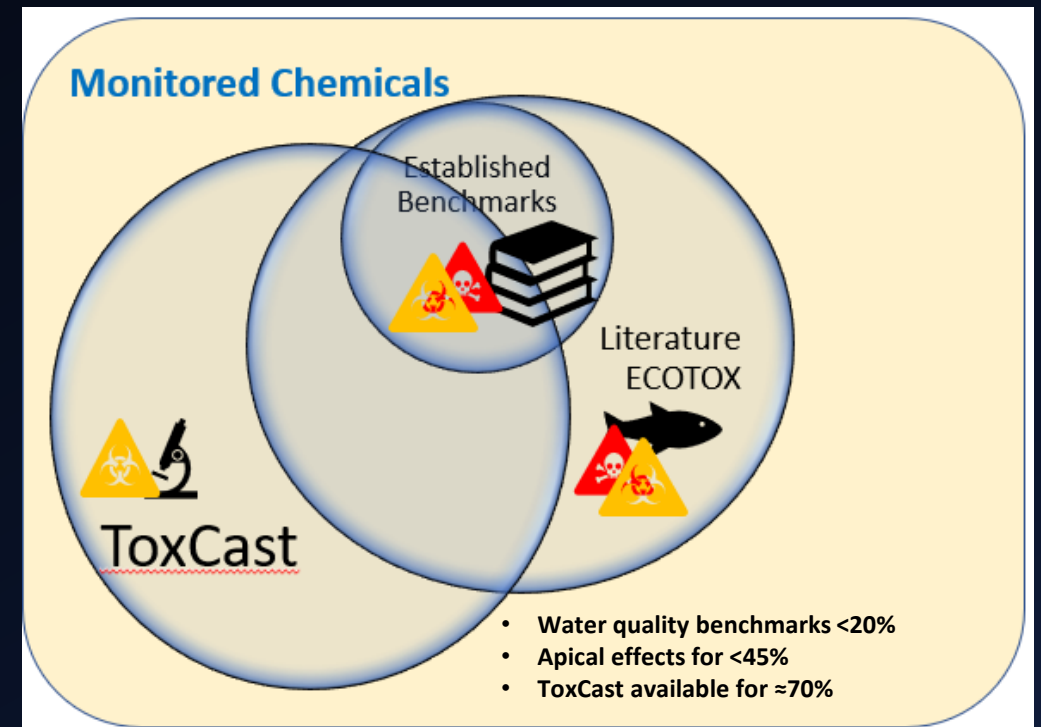 Monitored Chemicals
Established
Benchmarks
Literature
ECOTOX
ToxCast
• Water quality benchmarks <20%
• Apical effects for <45%
• ToxCast available for ≈70%